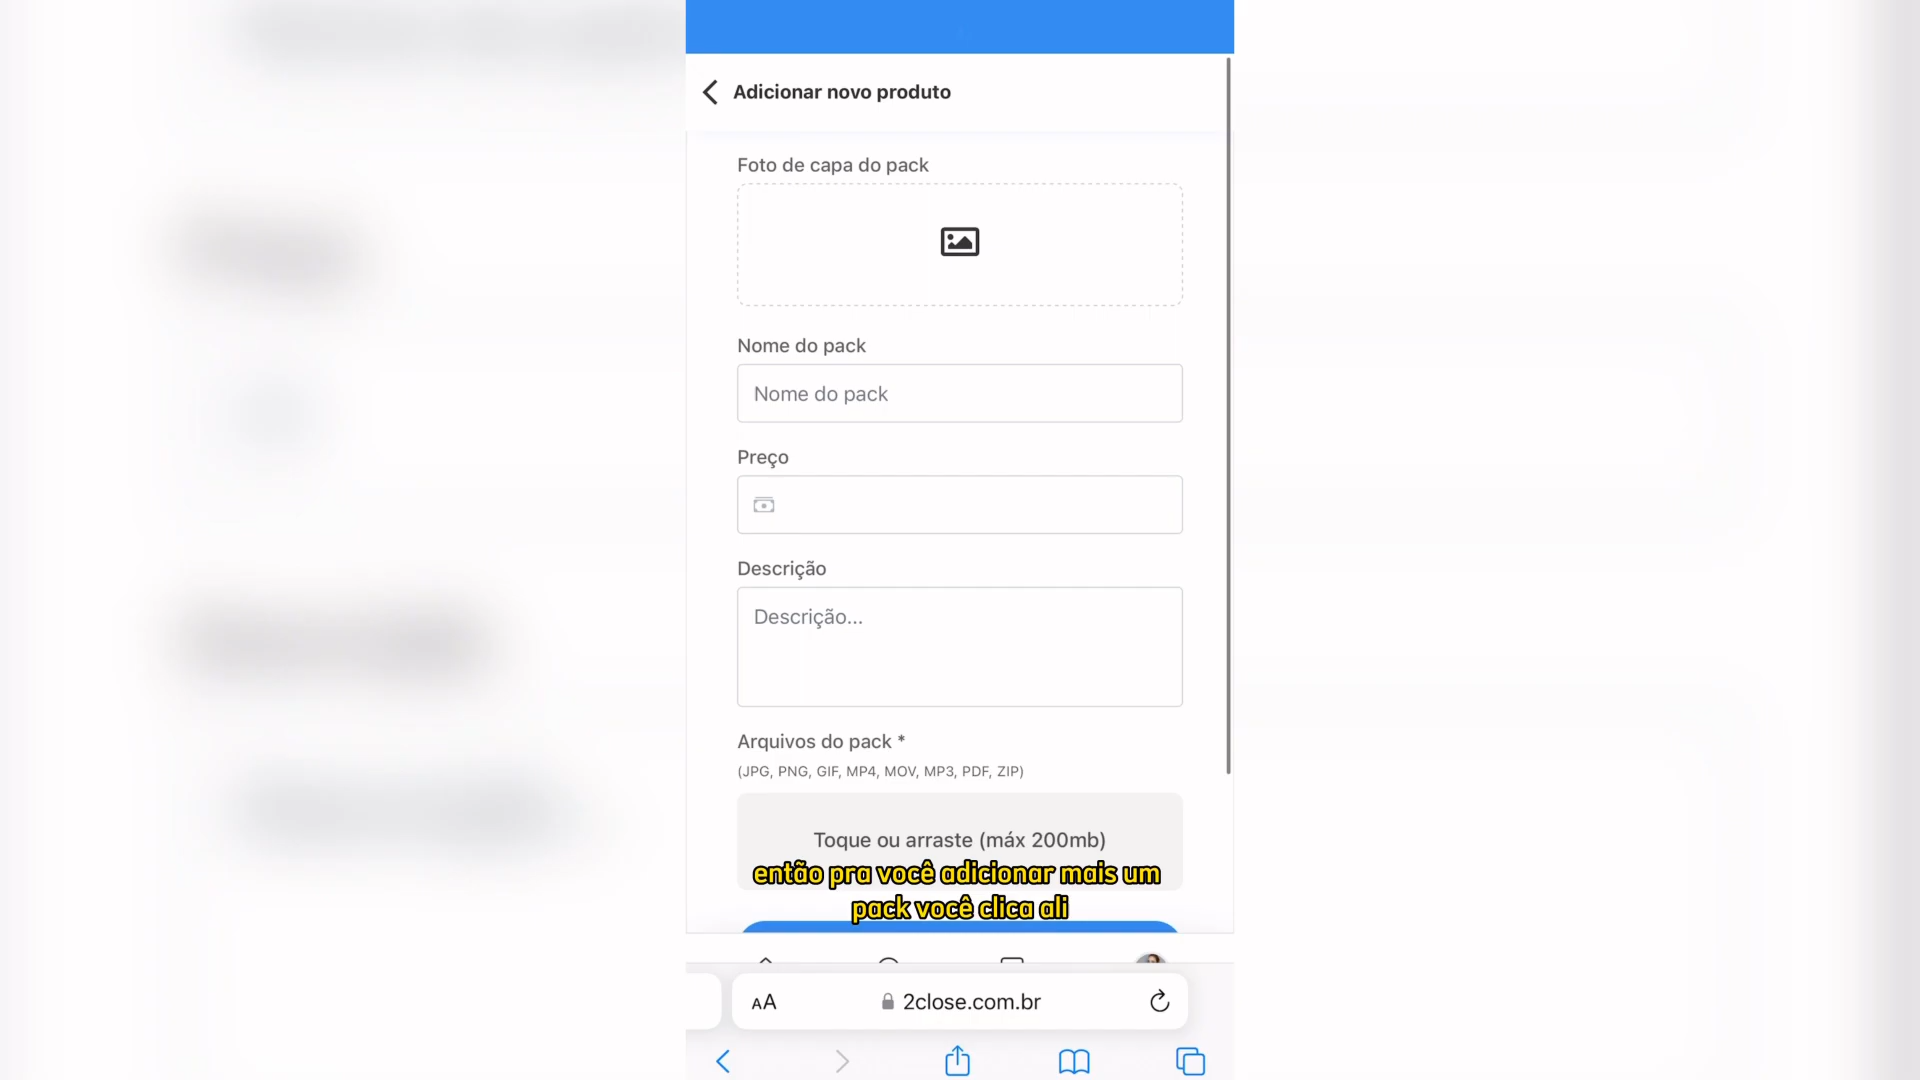 Adicionar novo produto
Foto de capa do pack
Nome do pack
Nome do pack
Preço
Descrição
Descrição...
Arquivos do pack *
(JPG, PNG, GIF, MP4, MOV, MP3, PDF, ZIP)
Toque ou arraste (máx 200mb)
então pra você adicionar mais um
pack você clica ali
AA
2close.com.br